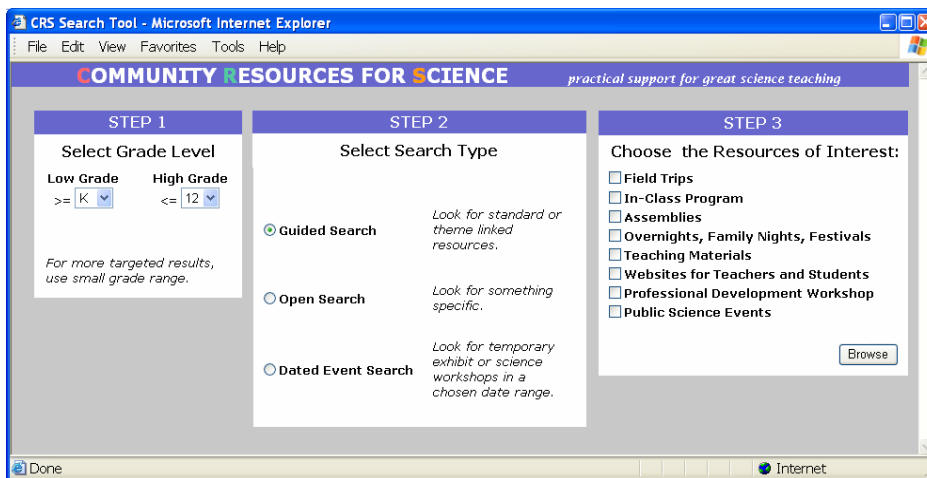 CRS Search Tool - Microsoft Internet Explorer
File Edit View Favorites Tools Help
COMMUNITY RESOURCES FOR SCIENCE practical support for great science teaching
STEP 1
Select Grade Level
Low Grade High Grade
>= K <= 12
For more targeted results,
use small grade range.
STEP 2
Select Search Type
Guided Search
Look for standard or
theme linked
resources.
Open Search
Look for something
specific.
Dated Event Search
Look for temporary
exhibit or science
workshops in a
chosen date range.
STEP 3
Choose the Resources of Interest:
Field Trips
In-Class Program
Assemblies
Overnights, Family Nights, Festivals
Teaching Materials
Websites for Teachers and Students
Professional Development Workshop
Public Science Events
Browse
Done Internet